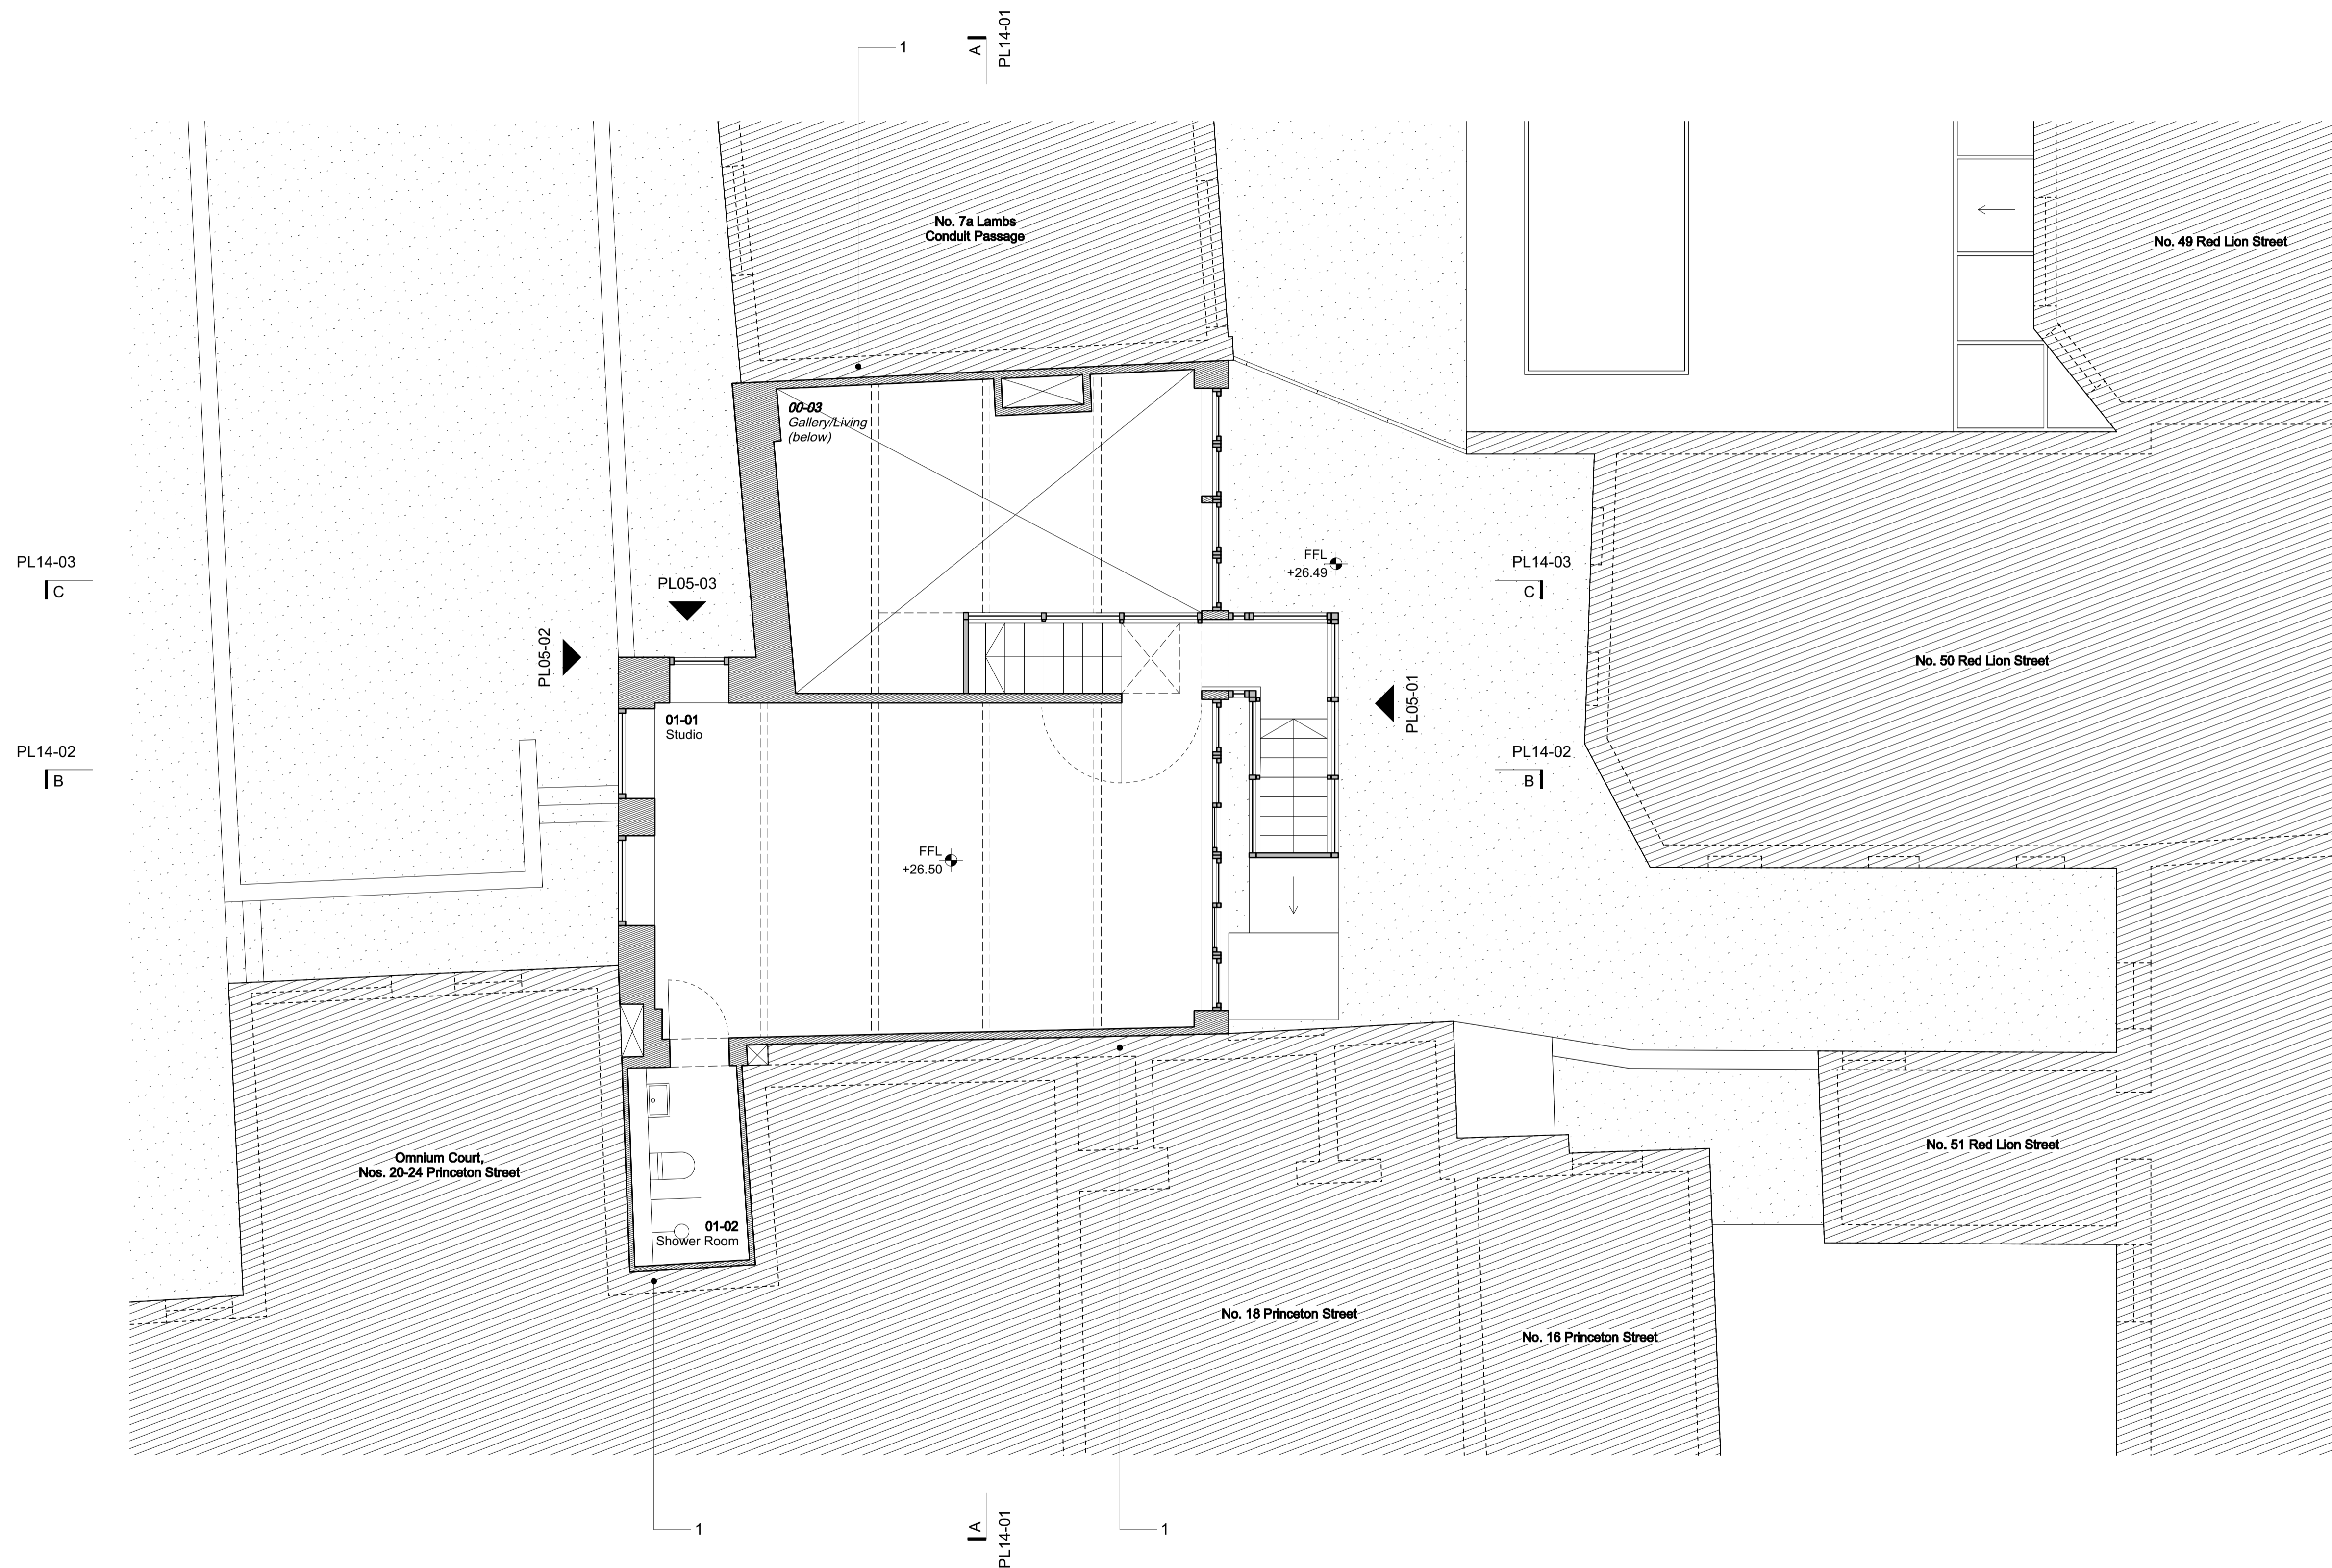 1
A
PL14-01
No. 7a Lambs
Conduit Passage
No. 49 Red Lion Street
00-03
Gallery/Living
(below)
PL14-03
C
PL05-03
FFL
+26.49
PL14-03
C
PL05-02
No. 50 Red Lion Street
PL05-01
01-01
Studio
PL14-02
B
PL14-02
B
FFL
+26.50
Omnium Court,
Nos. 20-24 Princeton Street
No. 51 Red Lion Street
01-02
Shower Room
No. 18 Princeton Street
No. 16 Princeton Street
1
A
PL14-01
1